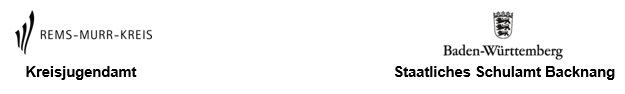 REMS-MURR-KREIS
Baden-Württemberg
Kreisjugendamt
Staatliches Schulamt Backnang